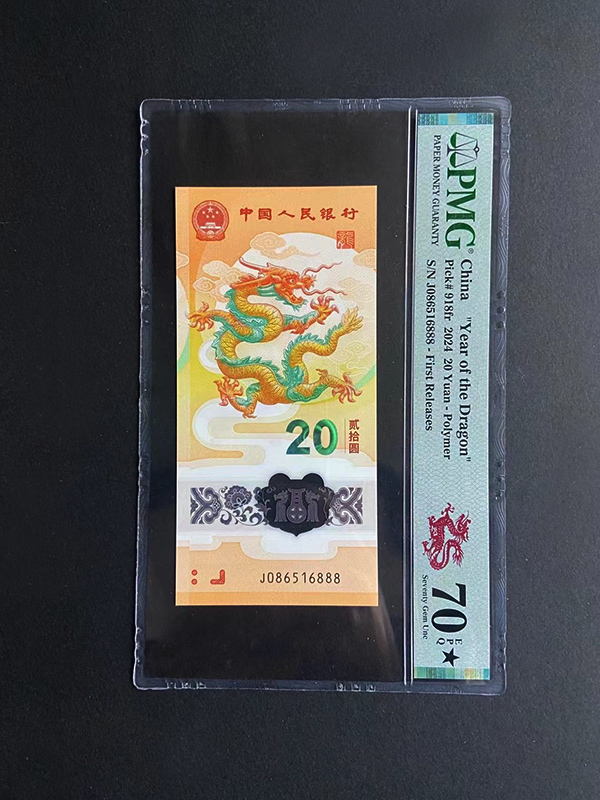 中国人民银行
龍
20
贰拾圆
J086516888
PMG®
PAPER MONEY GUARANTY
China "Year of the Dragon"
Pick# 918fr 2024 20 Yuan - Polymer
S/N J086516888 - First Releases
70 EPQ★
Seventy Gem Unc